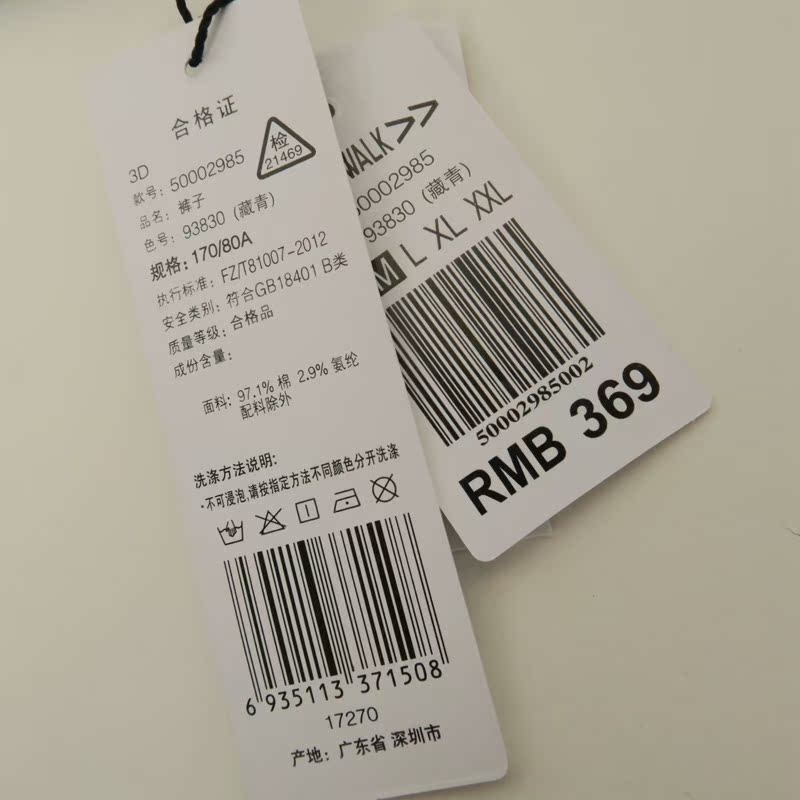 合格证
3D
检
21469
款号: 50002985
品名: 裤子
色号: 93830 (藏青)
规格: 170/80A
执行标准: FZ/T81007-2012
安全类别: 符合GB18401 B类
质量等级: 合格品
成份含量:
面料: 97.1% 棉 2.9% 氨纶
配料除外
洗涤方法说明:
·不可浸泡,请按指定方法不同颜色分开洗涤
6 935113 371508
17270
产地: 广东省 深圳市
WALK>>
50002985
93830 (藏青)
M L XL XXL
50002985002
RMB 369